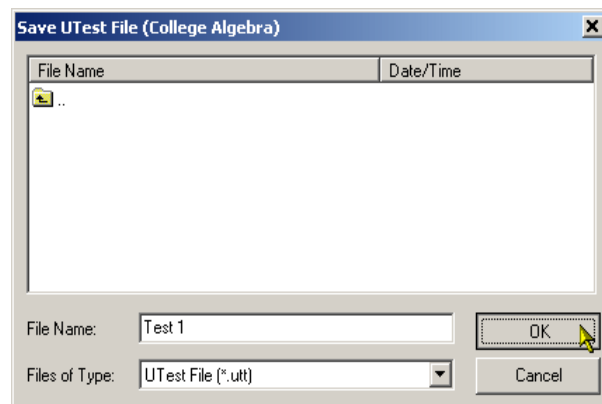 Save UTest File (College Algebra)
File Name Date/Time
..
File Name: Test 1 OK
Files of Type: UTest File (*.utt) Cancel